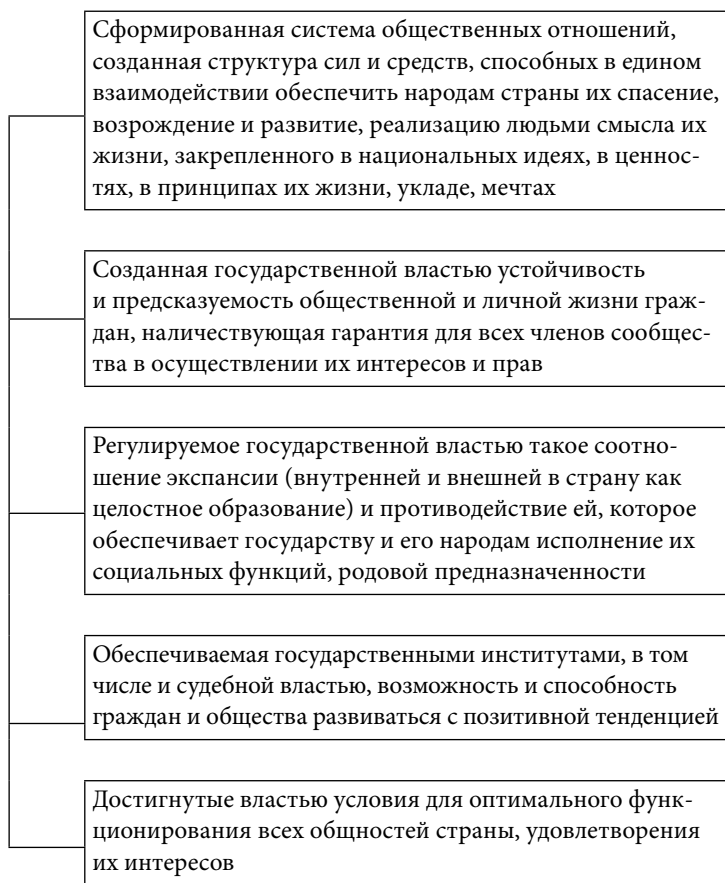 Сформированная система общественных отношений,
созданная структура сил и средств, способных в едином
взаимодействии обеспечить народам страны их спасение,
возрождение и развитие, реализацию людьми смысла их
жизни, закрепленного в национальных идеях, в ценнос-
тях, в принципах их жизни, укладе, мечтах
Созданная государственной властью устойчивость
и предсказуемость общественной и личной жизни граж-
дан, наличествующая гарантия для всех членов сообщес-
тва в осуществлении их интересов и прав
Регулируемое государственной властью такое соотно-
шение экспансии (внутренней и внешней в страну как
целостное образование) и противодействие ей, которое
обеспечивает государству и его народам исполнение их
социальных функций, родовой предназначенности
Обеспечиваемая государственными институтами, в том
числе и судебной властью, возможность и способность
граждан и общества развиваться с позитивной тенденцией
Достигнутые властью условия для оптимального функ-
ционирования всех общностей страны, удовлетворения
их интересов